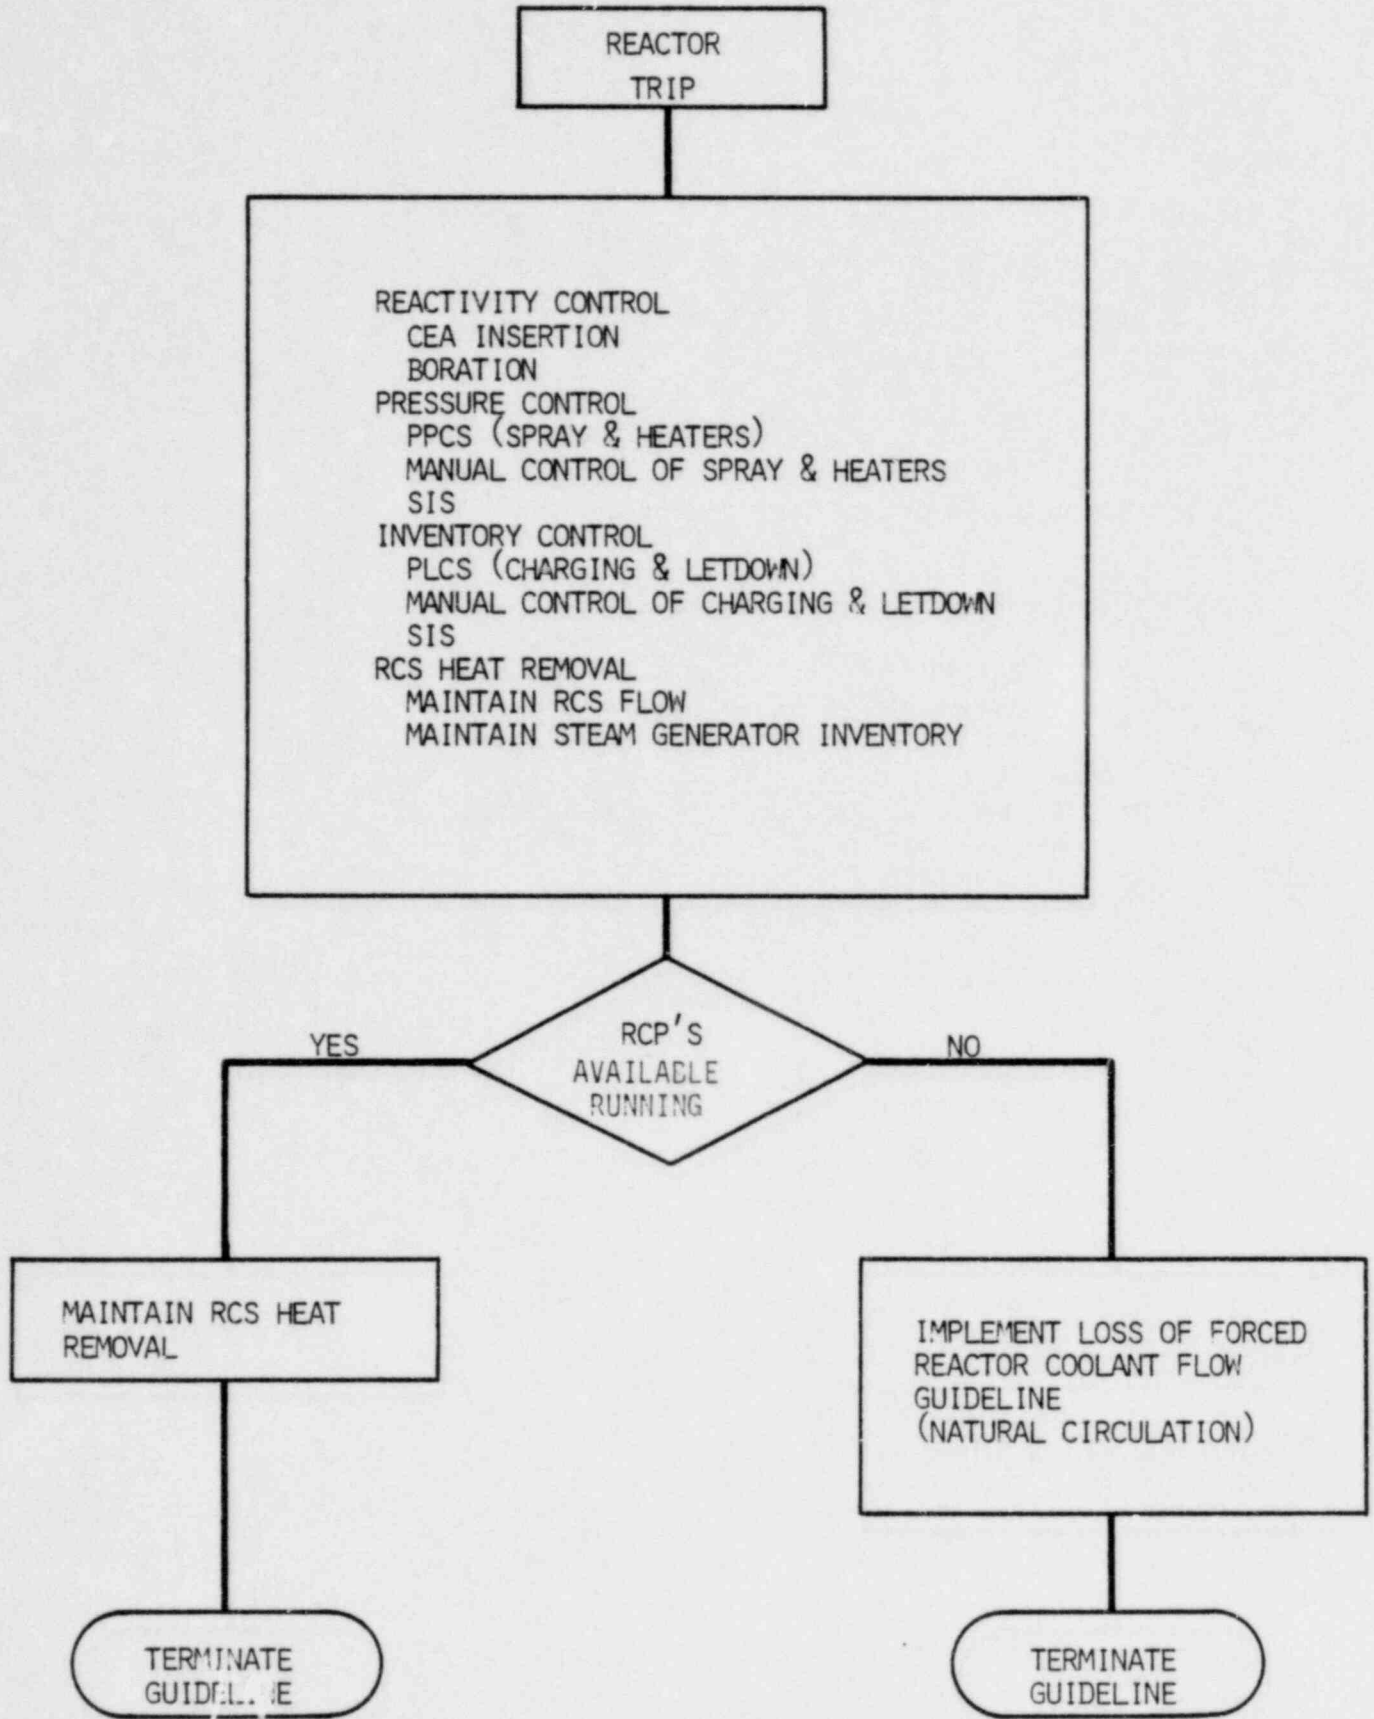 REACTOR
TRIP
REACTIVITY CONTROL
CEA INSERTION
BORATION
PRESSURE CONTROL
PPCS (SPRAY & HEATERS)
MANUAL CONTROL OF SPRAY & HEATERS
SIS
INVENTORY CONTROL
PLCS (CHARGING & LETDOWN)
MANUAL CONTROL OF CHARGING & LETDOWN
SIS
RCS HEAT REMOVAL
MAINTAIN RCS FLOW
MAINTAIN STEAM GENERATOR INVENTORY
RCP'S
AVAILABLE
RUNNING
YES
NO
MAINTAIN RCS HEAT
REMOVAL
IMPLEMENT LOSS OF FORCED
REACTOR COOLANT FLOW
GUIDELINE
(NATURAL CIRCULATION)
TERMINATE
GUIDELINE
TERMINATE
GUIDELINE